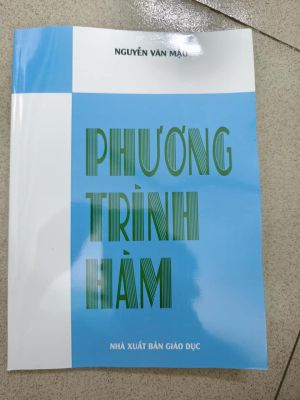 NGUYỄN VĂN MẬU
PHƯƠNG
TRÌNH
HÀM
NHÀ XUẤT BẢN GIÁO DỤC